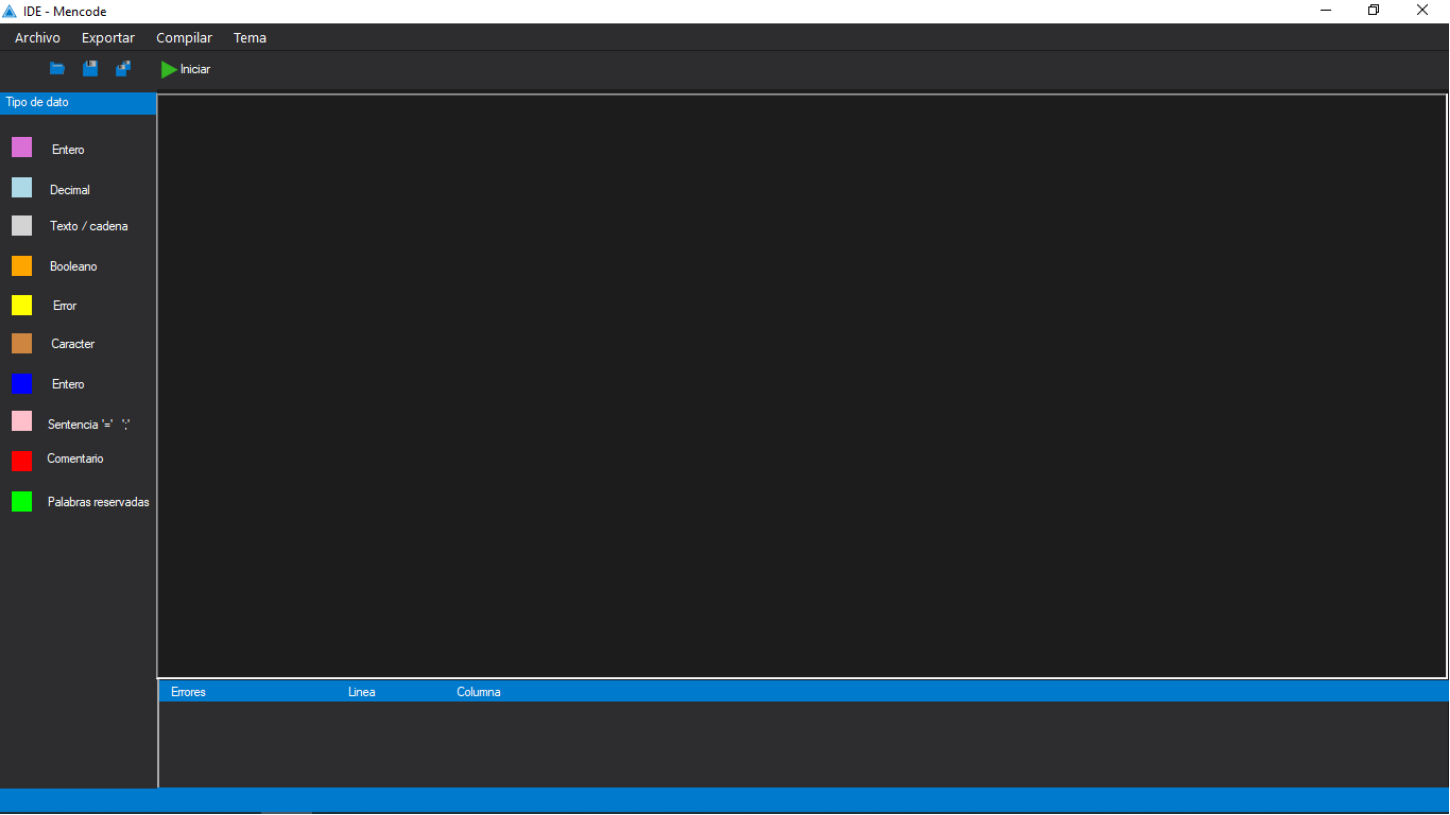 IDE - Mencode
Archivo Exportar Compilar Tema
Iniciar
Tipo de dato
Entero
Decimal
Texto / cadena
Booleano
Error
Caracter
Entero
Sentencia '=' ';'
Comentario
Palabras reservadas
Errores Linea Columna